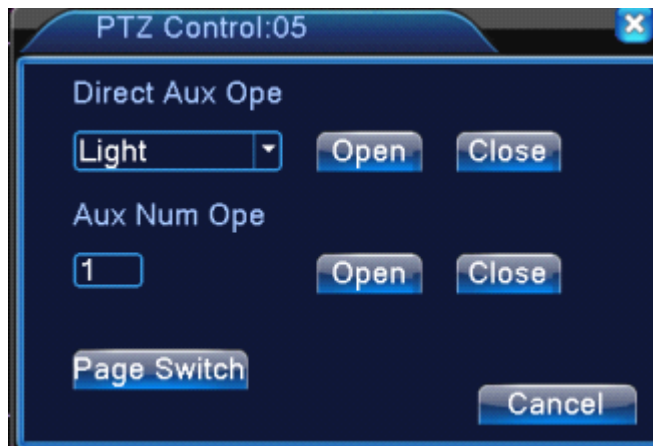 PTZ Control:05
Direct Aux Ope
Light Open Close
Aux Num Ope
1 Open Close
Page Switch
Cancel